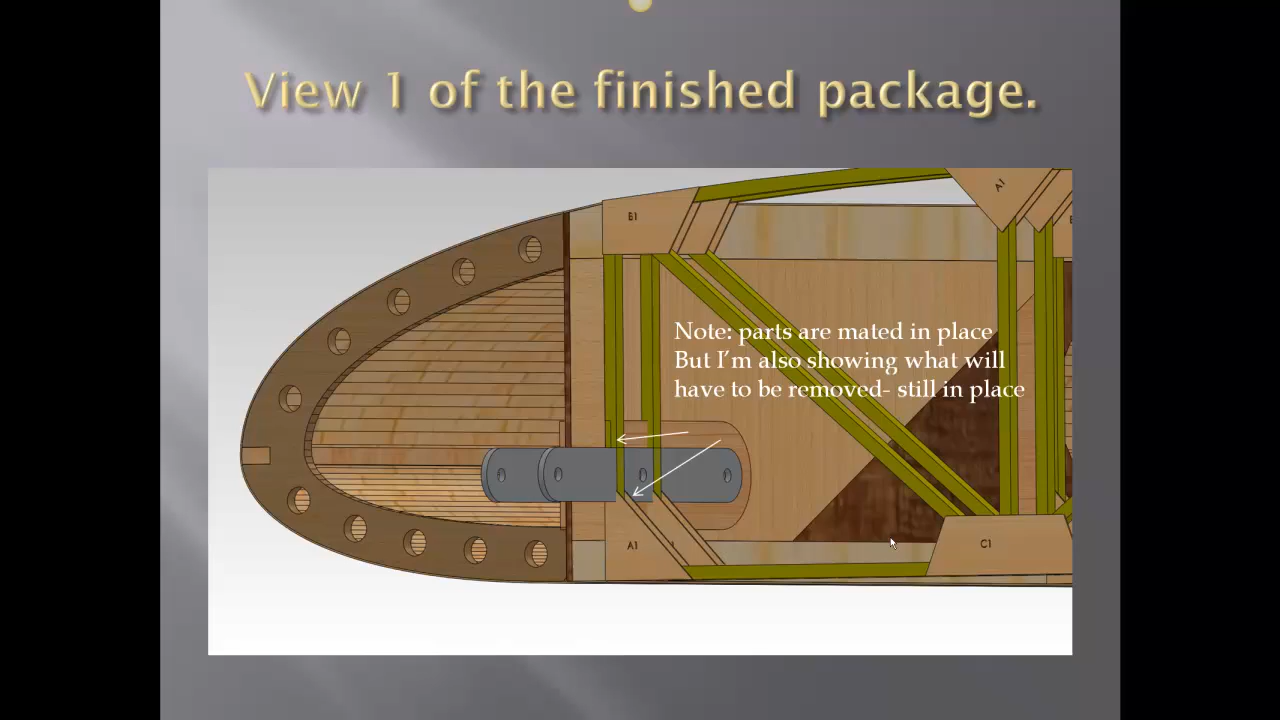 View 1 of the finished package.
B1
A1
Note: parts are mated in place
But I'm also showing what will
have to be removed- still in place
A1
C1